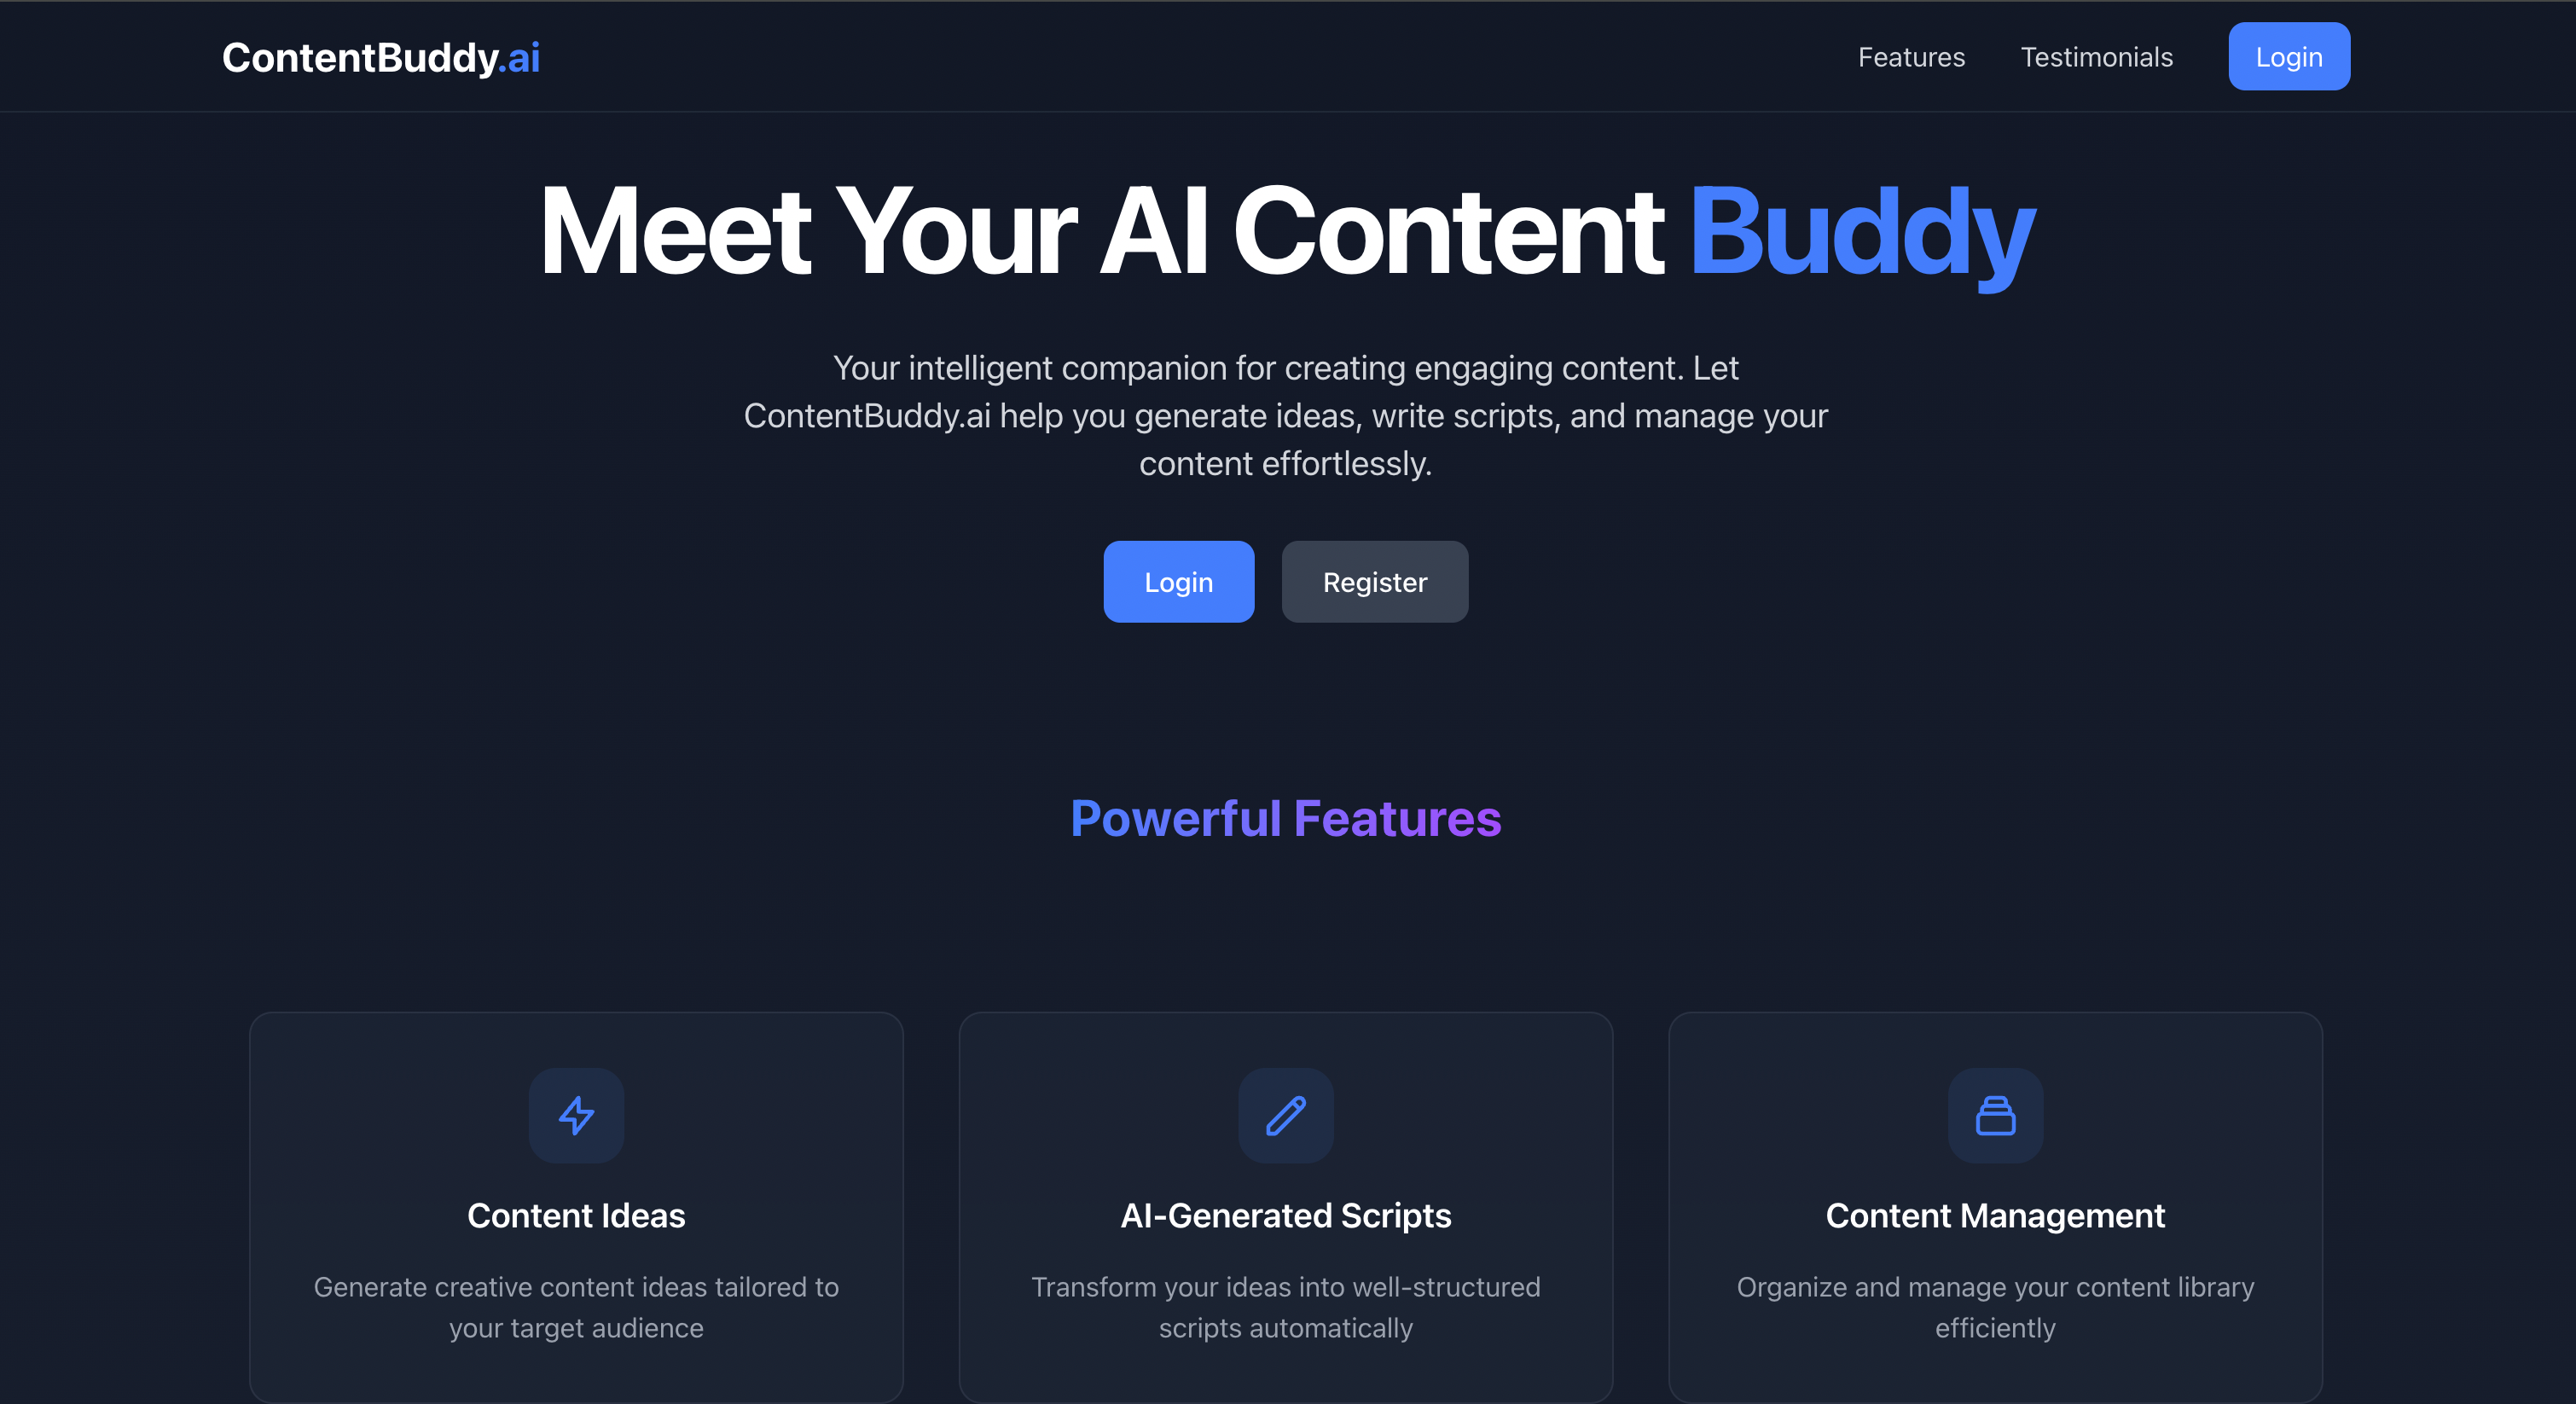 ContentBuddy.ai
Features
Testimonials
Login
Meet Your AI Content Buddy
Your intelligent companion for creating engaging content. Let
ContentBuddy.ai help you generate ideas, write scripts, and manage your
content effortlessly.
Login
Register
Powerful Features
Content Ideas
Generate creative content ideas tailored to
your target audience
AI-Generated Scripts
Transform your ideas into well-structured
scripts automatically
Content Management
Organize and manage your content library
efficiently